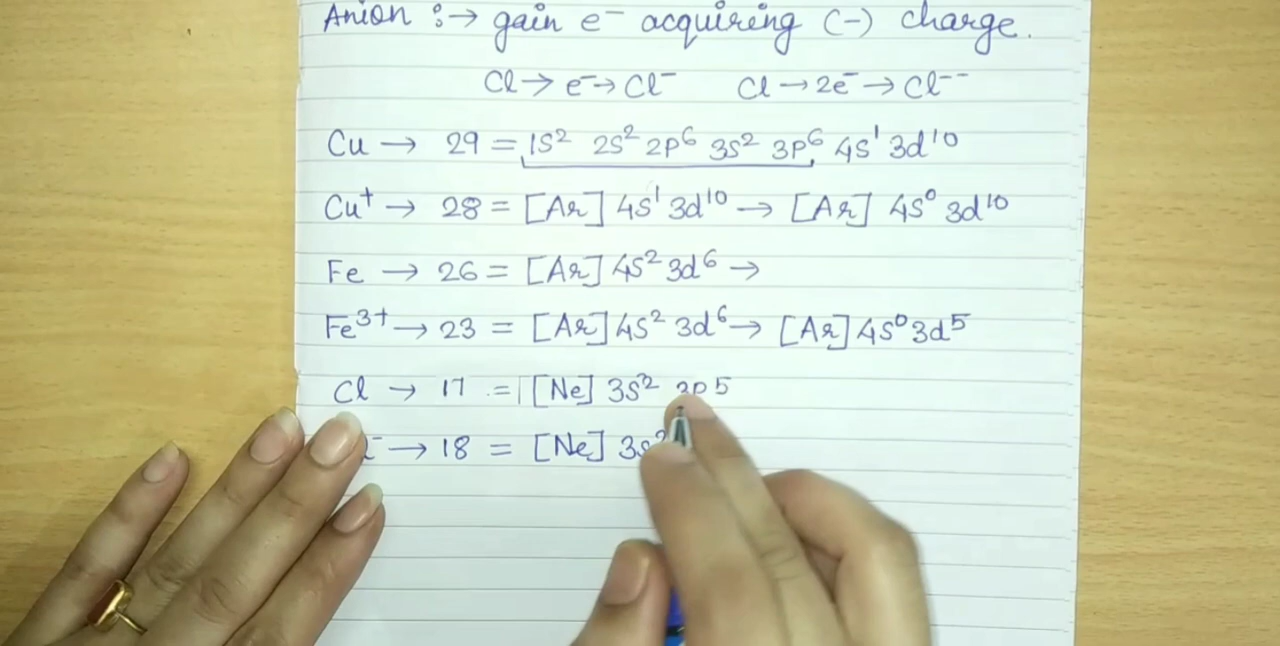 Anion :→ gain e⁻ acquiring (-) charge.
Cl → e⁻→ Cl⁻ Cl → 2e⁻ → Cl⁻⁻
Cu → 29 = 1S² 2S² 2P⁶ 3S² 3P⁶ 4S¹ 3d¹⁰
Cu⁺ → 28 = [Ar] 4S¹ 3d¹⁰ → [Ar] 4S⁰ 3d¹⁰
Fe → 26 = [Ar] 4S² 3d⁶ →
Fe³⁺ → 23 = [Ar] 4S² 3d⁶ → [Ar] 4S⁰ 3d⁵
Cl → 17 = [Ne] 3S² 3P5
→ 18 = [Ne] 3S²